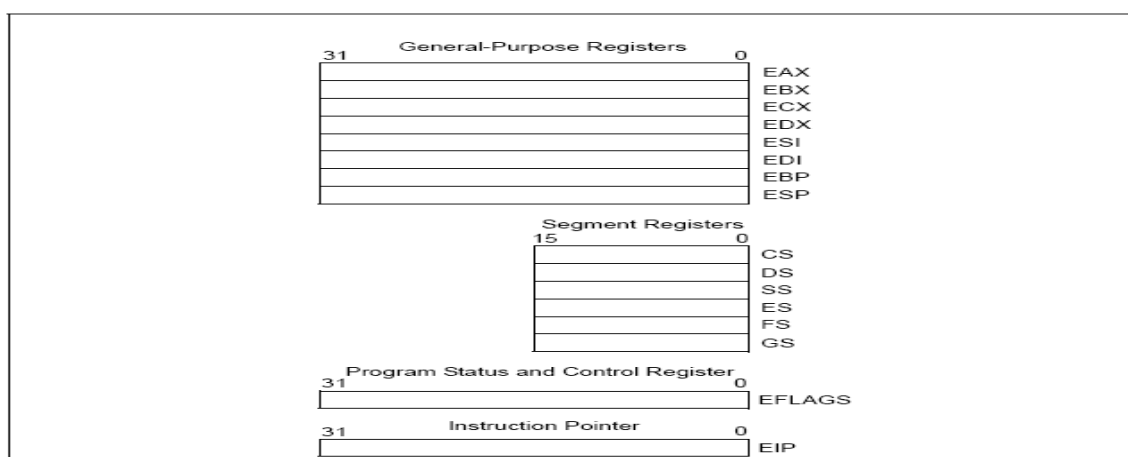 General-Purpose Registers
31 0
EAX
EBX
ECX
EDX
ESI
EDI
EBP
ESP
Segment Registers
15 0
CS
DS
SS
ES
FS
GS
Program Status and Control Register
31 0
EFLAGS
Instruction Pointer
31 0
EIP